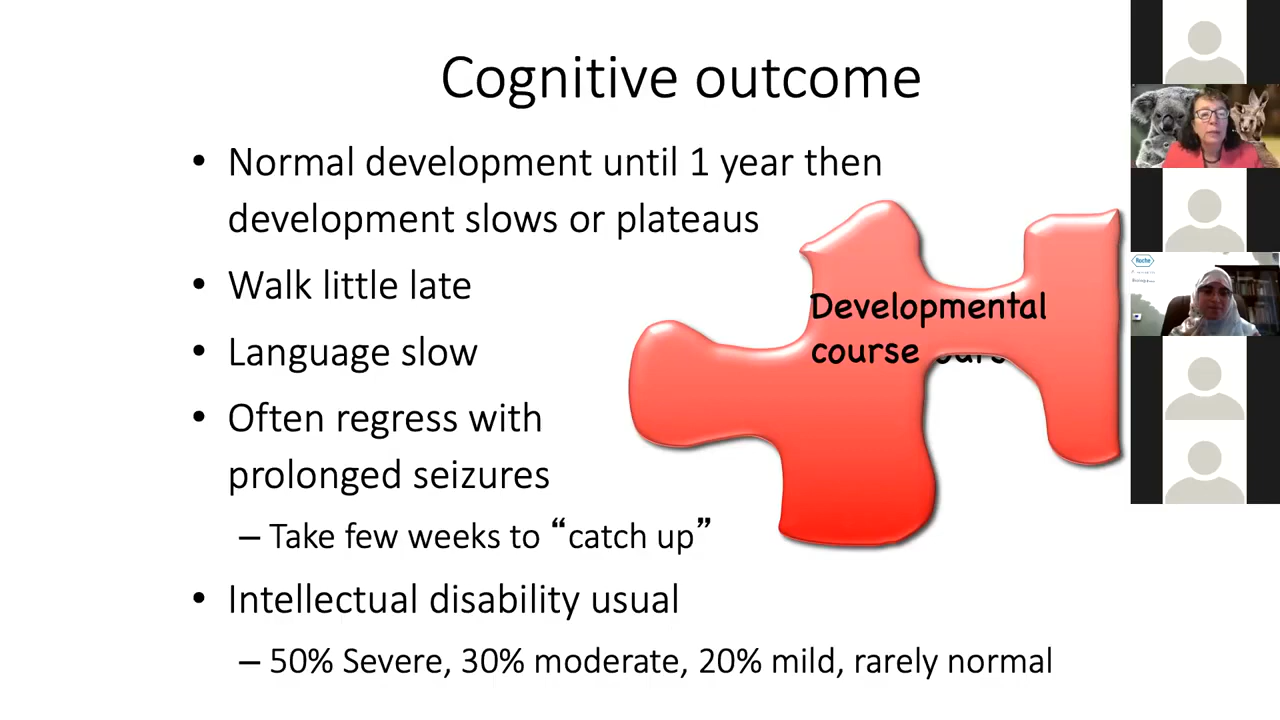 Cognitive outcome
• Normal development until 1 year then
development slows or plateaus
• Walk little late
• Language slow
• Often regress with
prolonged seizures
– Take few weeks to “catch up”
• Intellectual disability usual
– 50% Severe, 30% moderate, 20% mild, rarely normal
Developmental
course
Roche